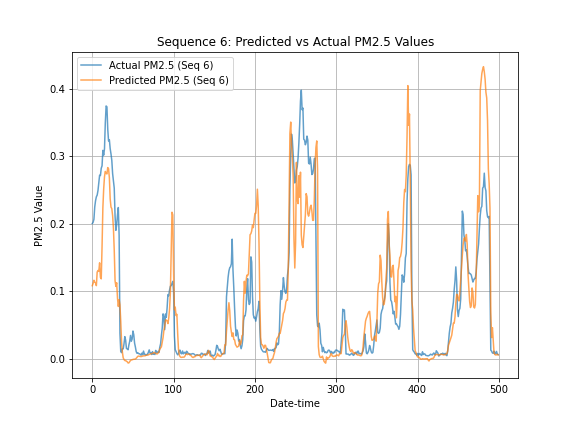 Sequence 6: Predicted vs Actual PM2.5 Values
Actual PM2.5 (Seq 6)
Predicted PM2.5 (Seq 6)
0.4
0.3
0.2
0.1
0.0
PM2.5 Value
0 100 200 300 400 500
Date-time